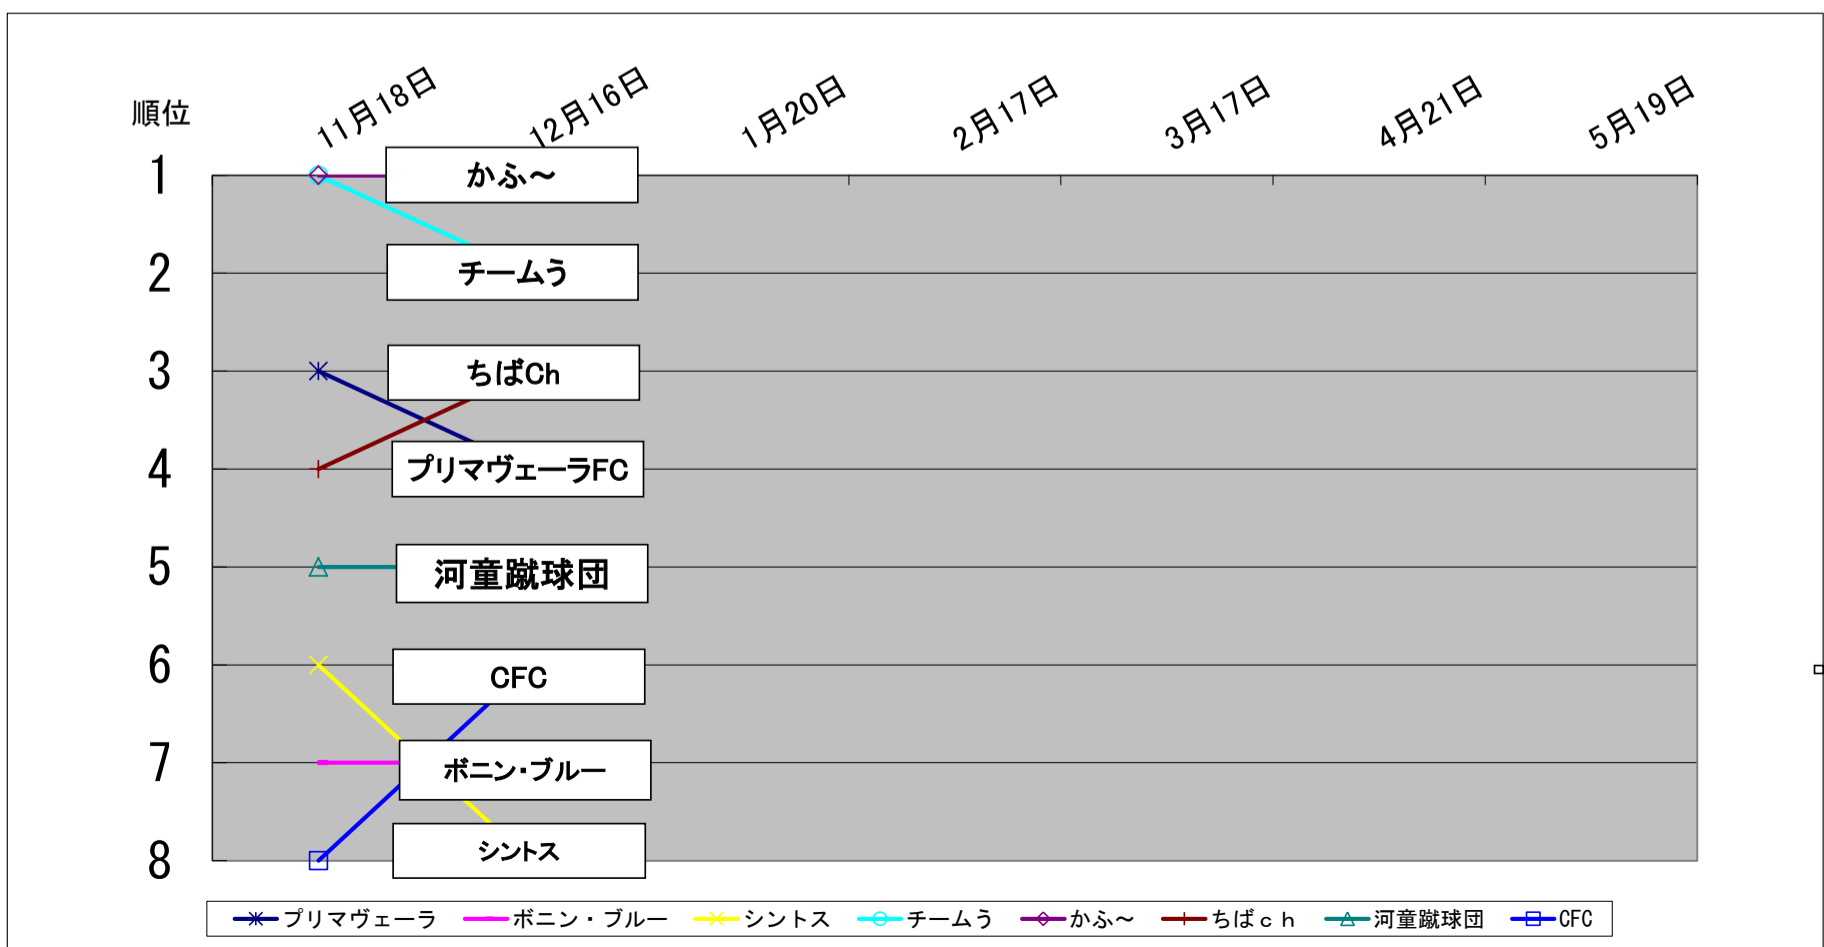 順位
11月18日
12月16日
1月20日
2月17日
3月17日
4月21日
5月19日
1
かふ～
2
チームう
3
ちばCh
4
プリマヴェーラFC
5
河童蹴球団
6
CFC
7
ボニン・ブルー
8
シントス
プリマヴェーラ ボニン・ブルー シントス チームう かふ～ ちばｃｈ 河童蹴球団 CFC